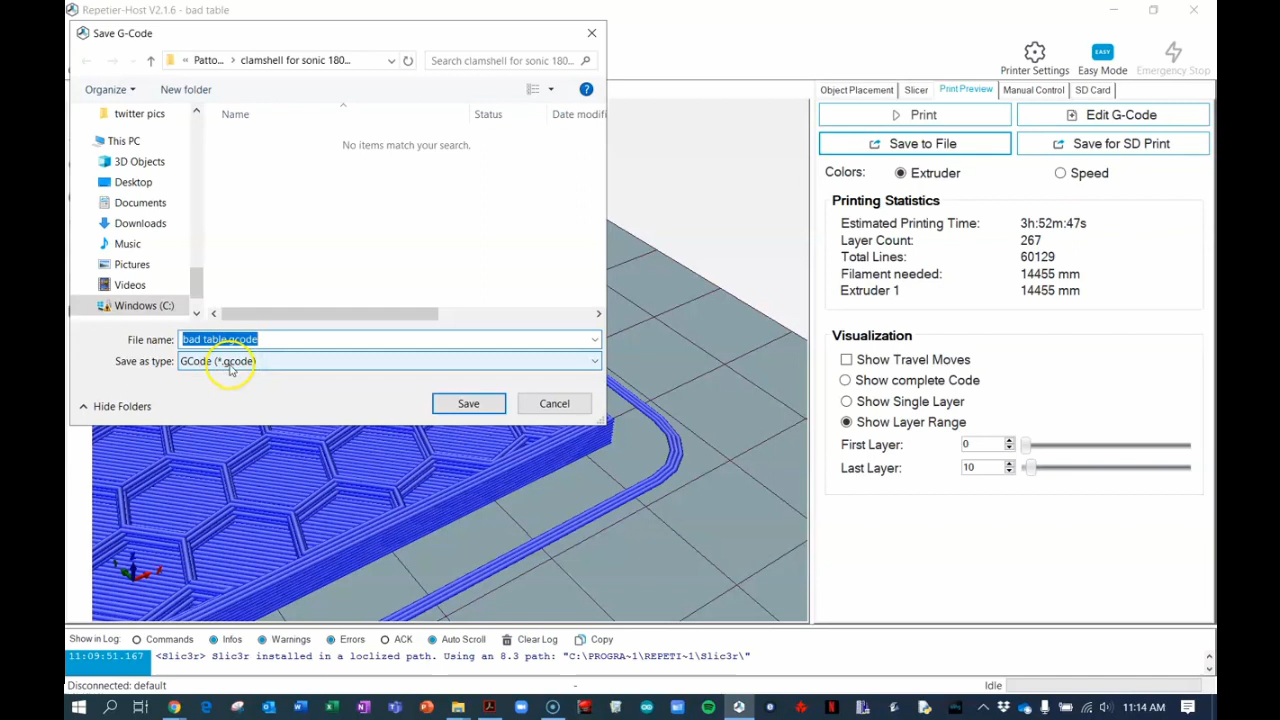 Repetier-Host V2.1.6 - bad table
Save G-Code
« Patto... > clamshell for sonic 180...
Search clamshell for sonic 180...
Organize
New folder
twitter pics
This PC
3D Objects
Desktop
Documents
Downloads
Music
Pictures
Videos
Windows (C:)
Name
Status
Date modifi
No items match your search.
File name:
bad table.gcode
Save as type:
GCode (*.gcode)
Hide Folders
Save
Cancel
Printer Settings
Easy Mode
EASY
Emergency Stop
Object Placement
Slicer
Print Preview
Manual Control
SD Card
Print
Edit G-Code
Save to File
Save for SD Print
Colors:
Extruder
Speed
Printing Statistics
Estimated Printing Time: 3h:52m:47s
Layer Count: 267
Total Lines: 60129
Filament needed: 14455 mm
Extruder 1 14455 mm
Visualization
Show Travel Moves
Show complete Code
Show Single Layer
Show Layer Range
First Layer: 0
Last Layer: 10
Show in Log: Commands Infos Warnings Errors ACK Auto Scroll Clear Log Copy
11:09:51.167 <Slic3r> Slic3r installed in a loclized path. Using an 8.3 path: "C:\PROGRA~1\REPETI~1\Slic3r\"
Disconnected: default
-
Idle
11:14 AM